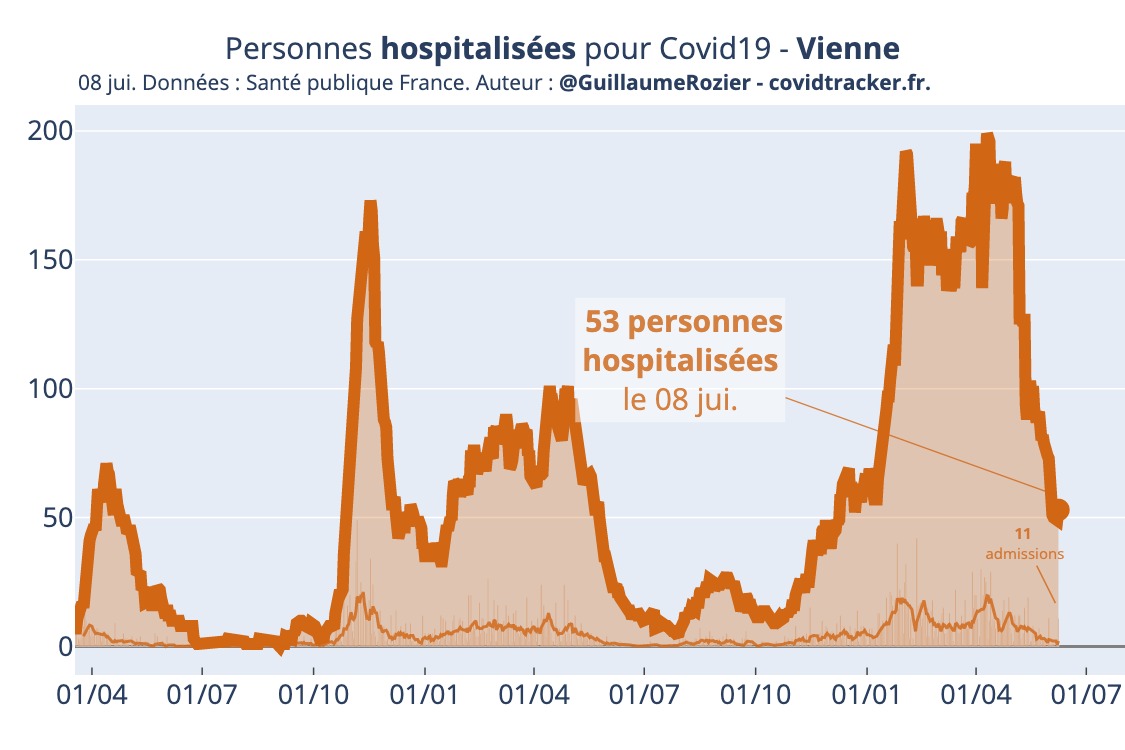 Personnes hospitalisées pour Covid19 - Vienne
08 jui. Données : Santé publique France. Auteur : @GuillaumeRozier - covidtracker.fr.
200
150
100
50
0
53 personnes
hospitalisées
le 08 jui.
11
admissions
01/04 01/07 01/10 01/01 01/04 01/07 01/10 01/01 01/04 01/07